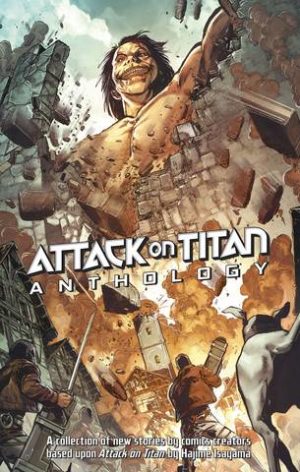 ATTACK on TITAN
ANTHOLOGY
A collection of new stories by comics creators
based upon Attack on Titan by Hajime Isayama